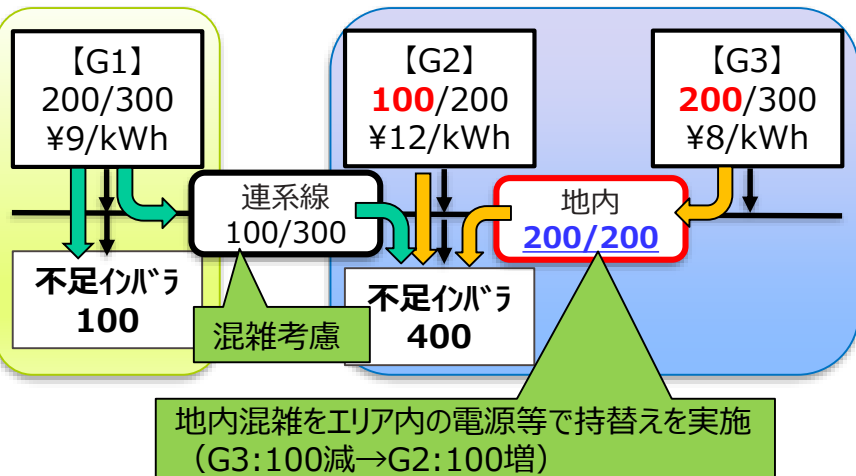 【G1】
200/300
¥9/kWh
【G2】
100/200
¥12/kWh
【G3】
200/300
¥8/kWh
連系線
100/300
地内
200/200
不足インバラ
100
不足インバラ
400
混雑考慮
地内混雑をエリア内の電源等で持替えを実施
（G3:100減→G2:100増）